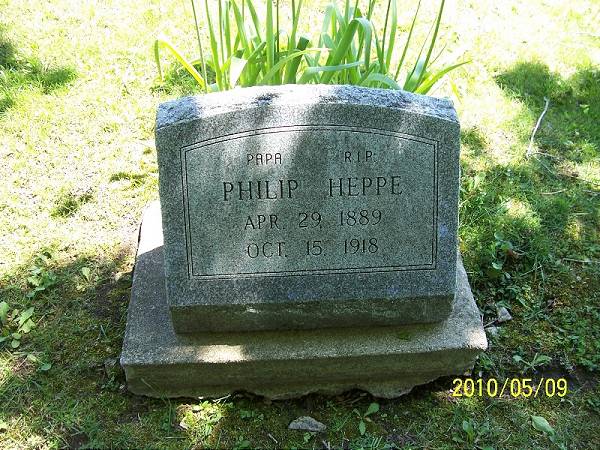 PAPA R.I.P.
PHILIP HEPPE
APR. 29, 1889
OCT. 15 1918
2010/05/09